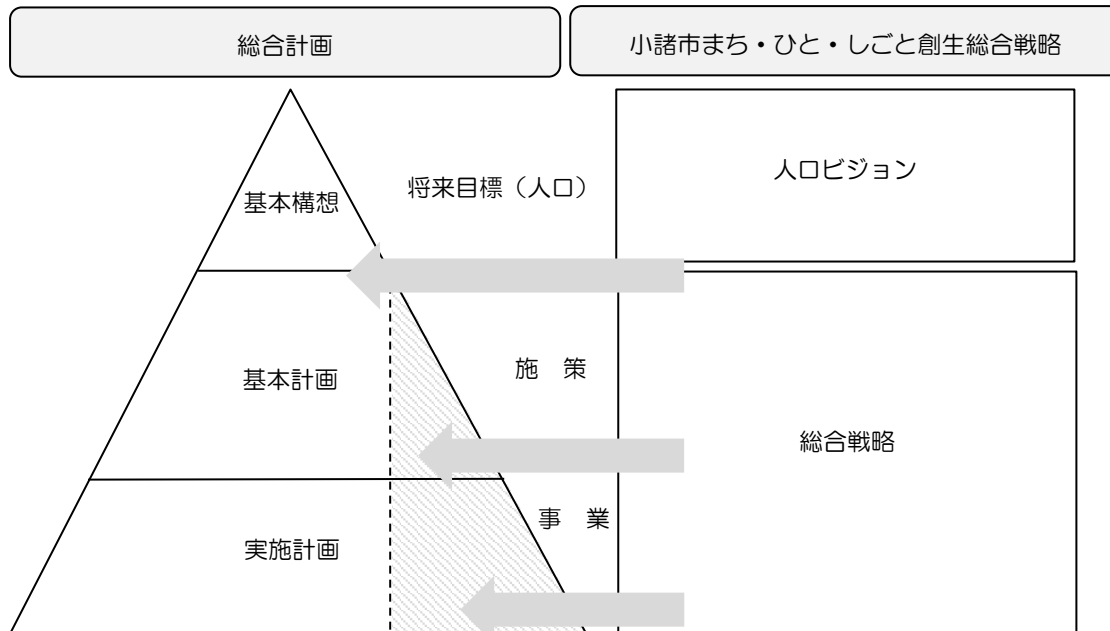 総合計画
小諸市まち・ひと・しごと創生総合戦略
人口ビジョン
将来目標（人口）
基本構想
施　策
基本計画
総合戦略
事　業
実施計画